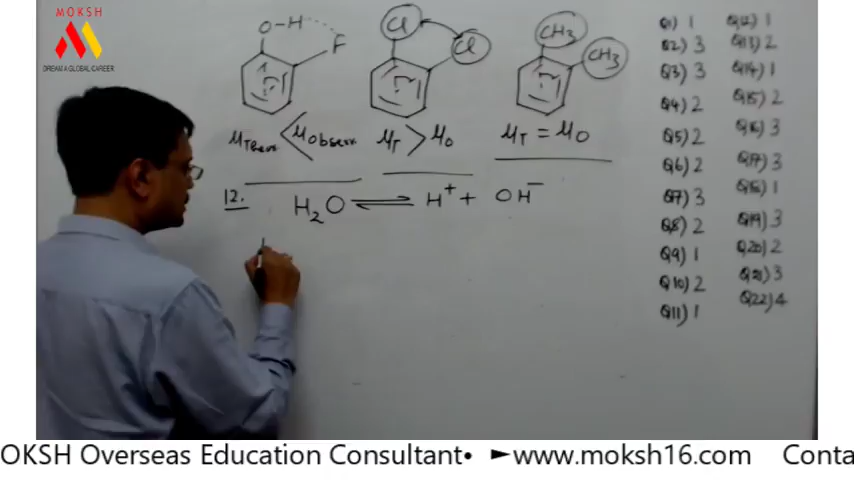 MOKSH
DREAM A GLOBAL CAREER
O-H
F
Cl
Cl
CH3
CH3
μTheor < μObserv
μT > μO
μT = μO
12. H2O ⇌ H+ + OH−
Q1) 1
Q2) 3
Q3) 3
Q4) 2
Q5) 2
Q6) 2
Q7) 3
Q8) 2
Q9) 1
Q10) 2
Q11) 1
Q12) 1
Q13) 2
Q14) 1
Q15) 2
Q16) 3
Q17) 3
Q18) 1
Q19) 3
Q20) 2
Q21) 3
Q22) 4
OKSH Overseas Education Consultant• ►www.moksh16.com Conta